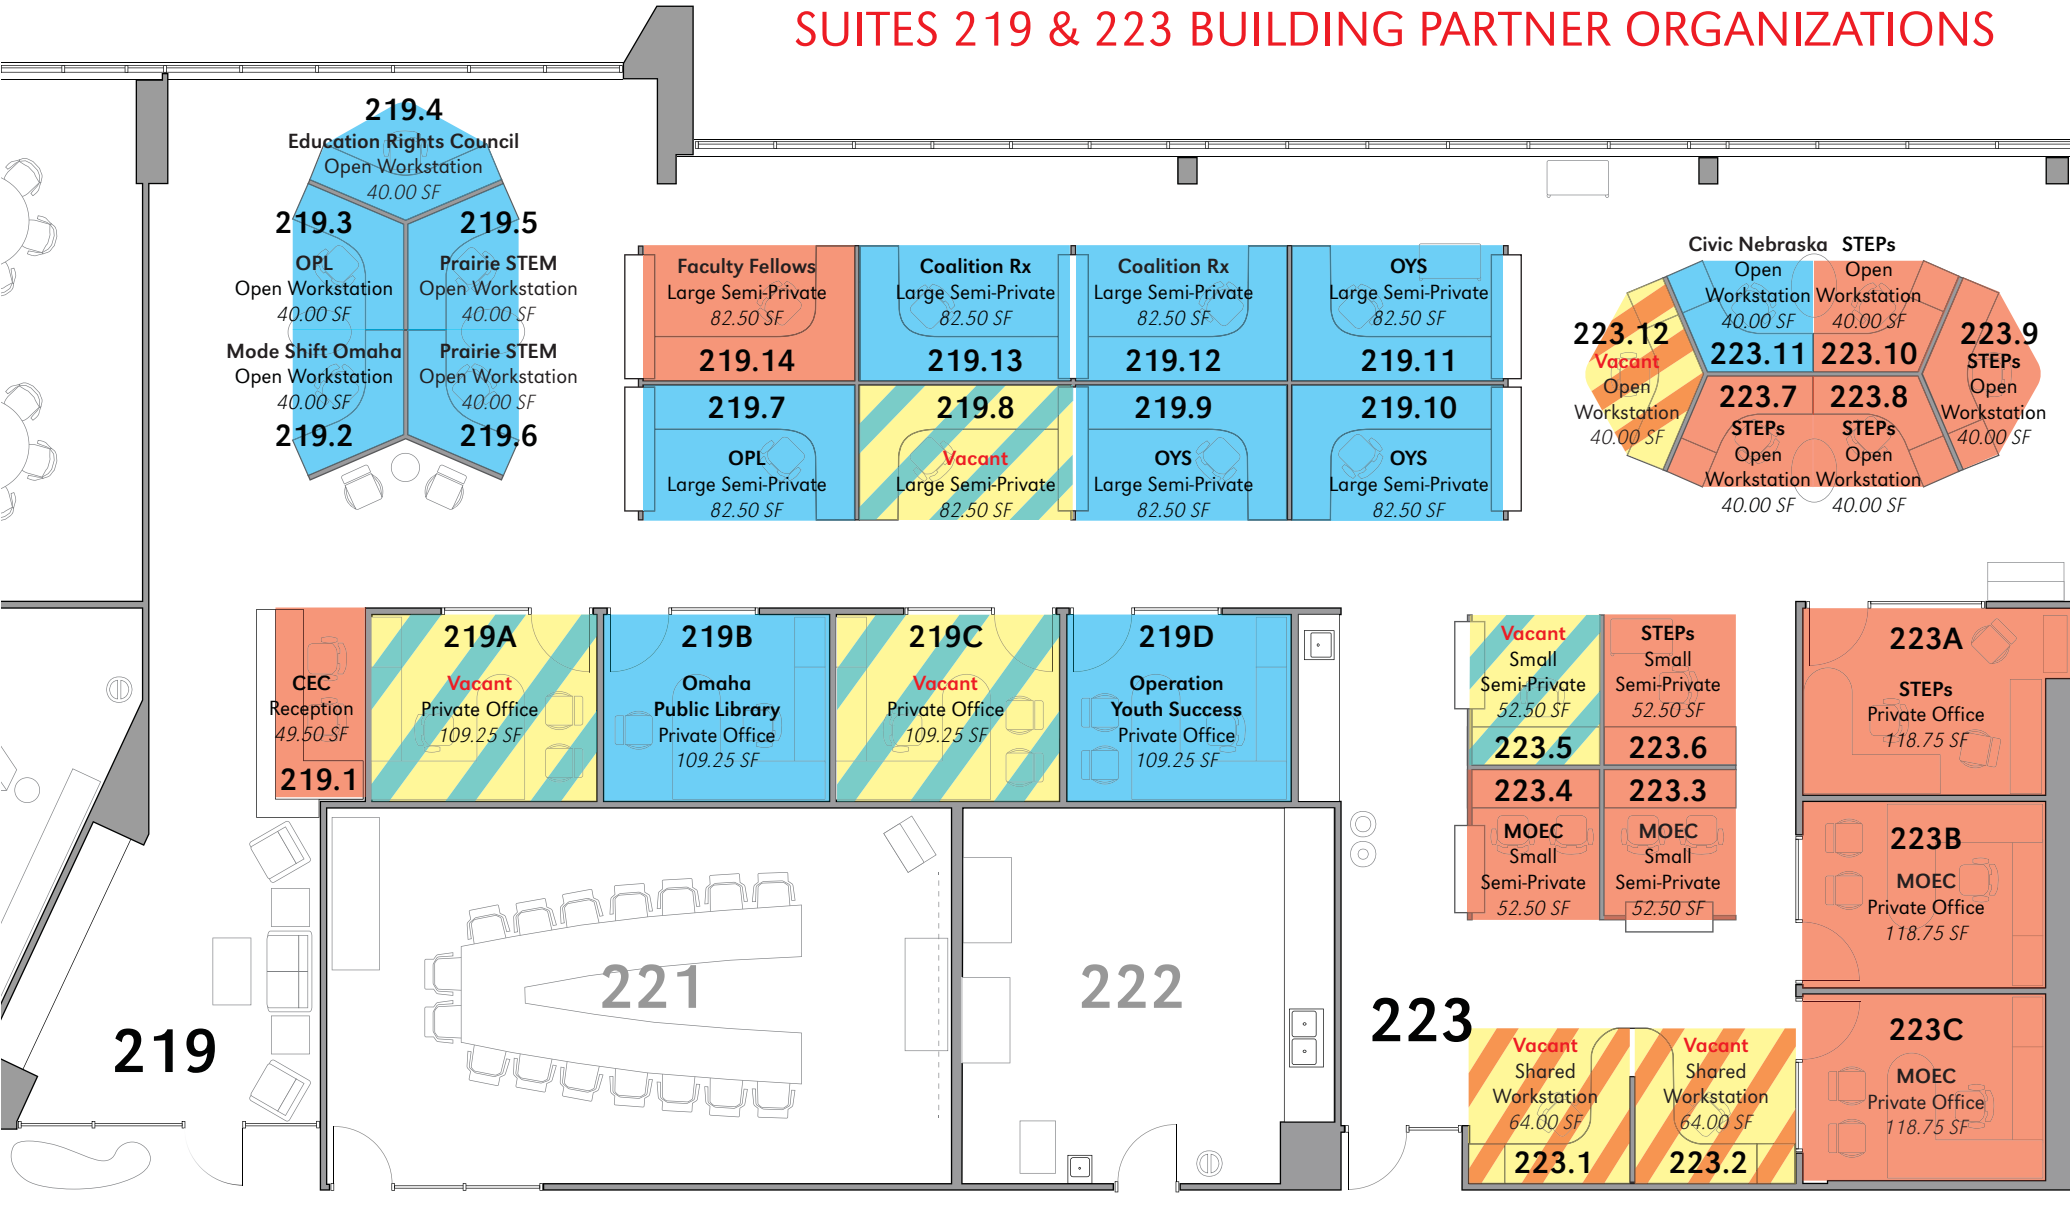 SUITES 219 & 223 BUILDING PARTNER ORGANIZATIONS
219.4
Education Rights Council
Open Workstation
40.00 SF
219.3
OPL
Open Workstation
40.00 SF
219.5
Prairie STEM
Open Workstation
40.00 SF
Mode Shift Omaha
Open Workstation
40.00 SF
219.2
Prairie STEM
Open Workstation
40.00 SF
219.6
Faculty Fellows
Large Semi-Private
82.50 SF
219.14
Coalition Rx
Large Semi-Private
82.50 SF
219.13
Coalition Rx
Large Semi-Private
82.50 SF
219.12
OYS
Large Semi-Private
82.50 SF
219.11
219.7
OPL
Large Semi-Private
82.50 SF
219.8
Vacant
Large Semi-Private
82.50 SF
219.9
OYS
Large Semi-Private
82.50 SF
219.10
OYS
Large Semi-Private
82.50 SF
Civic Nebraska
Open
Workstation
40.00 SF
223.11
STEPs
Open
Workstation
40.00 SF
223.10
223.12
Vacant
Open
Workstation
40.00 SF
223.9
STEPs
Open
Workstation
40.00 SF
223.7
STEPs
Open
Workstation
40.00 SF
223.8
STEPs
Open
Workstation
40.00 SF
CEC
Reception
49.50 SF
219.1
219A
Vacant
Private Office
109.25 SF
219B
Omaha
Public Library
Private Office
109.25 SF
219C
Vacant
Private Office
109.25 SF
219D
Operation
Youth Success
Private Office
109.25 SF
Vacant
Small
Semi-Private
52.50 SF
223.5
STEPs
Small
Semi-Private
52.50 SF
223.6
223.4
MOEC
Small
Semi-Private
52.50 SF
223.3
MOEC
Small
Semi-Private
52.50 SF
223A
STEPs
Private Office
118.75 SF
223B
MOEC
Private Office
118.75 SF
223C
MOEC
Private Office
118.75 SF
219
221
222
223
Vacant
Shared
Workstation
64.00 SF
223.1
Vacant
Shared
Workstation
64.00 SF
223.2